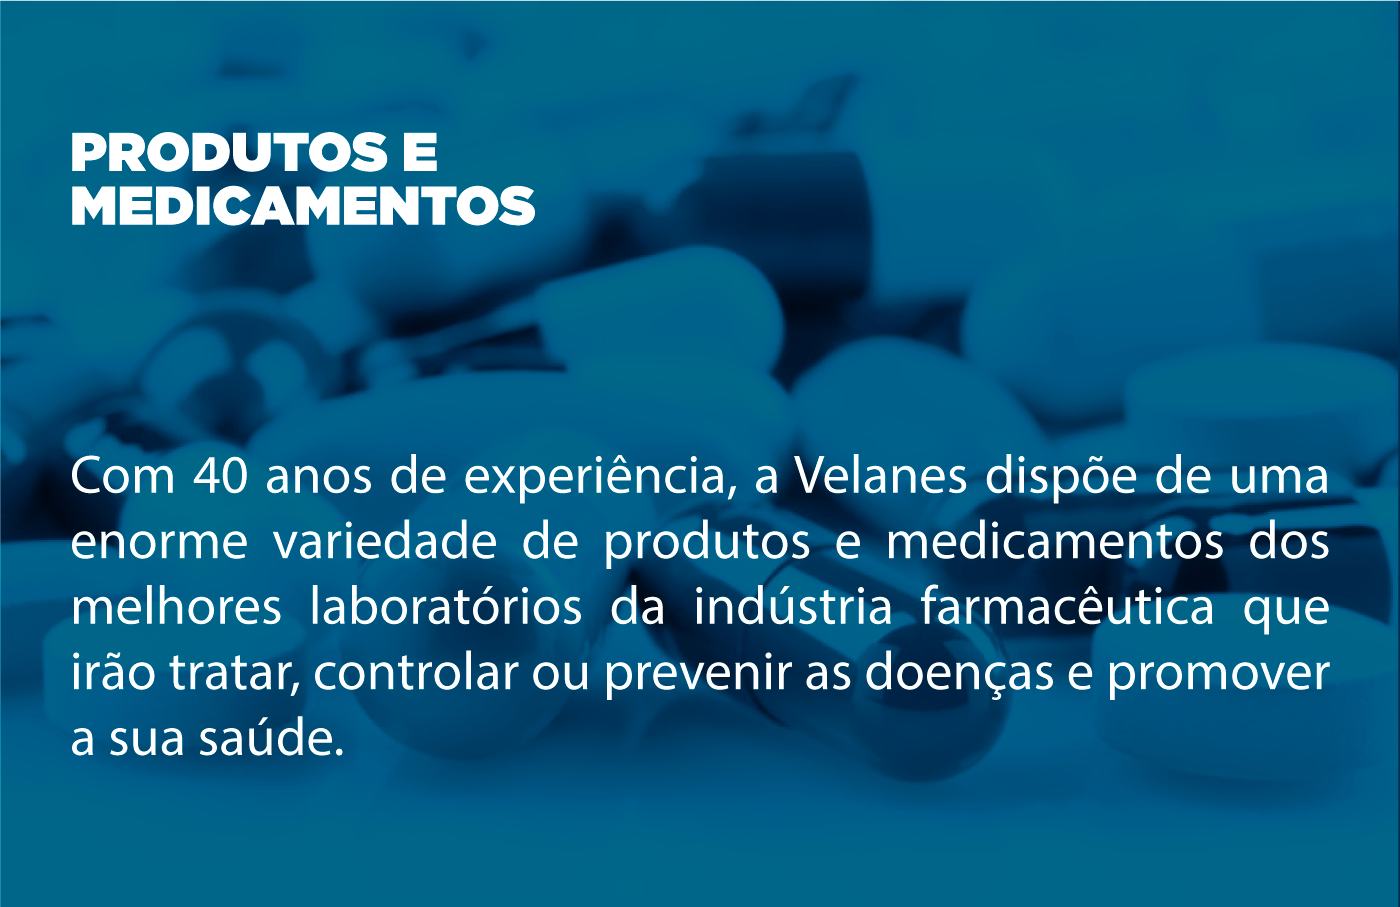 PRODUTOS E
MEDICAMENTOS
Com 40 anos de experiência, a Velanes dispõe de uma
enorme variedade de produtos e medicamentos dos
melhores laboratórios da indústria farmacêutica que
irão tratar, controlar ou prevenir as doenças e promover
a sua saúde.